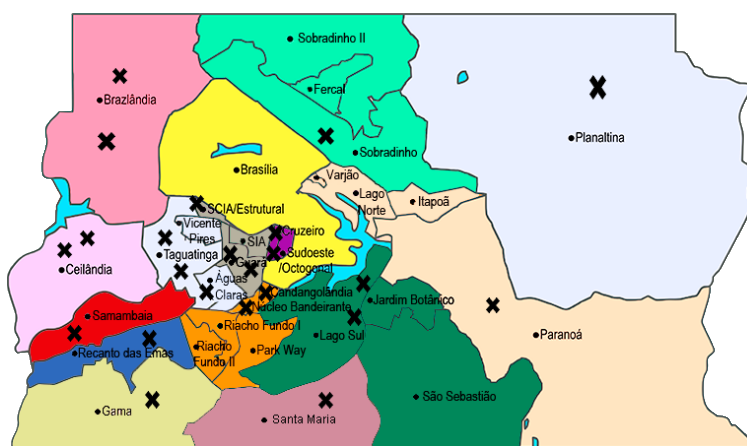 Sobradinho II
Fercal
Brazlândia
Planaltina
Sobradinho
Brasília
Varjão
Lago
Norte
Itapoã
SCIA/Estrutural
Vicente
Pires
Cruzeiro
SIA
Taguatinga
Sudoeste
/Octogonal
Guará
Ceilândia
Águas
Claras
Candangolândia
Jardim Botânico
Núcleo Bandeirante
Samambaia
Riacho Fundo I
Lago Sul
Paranoá
Recanto das Emas
Riacho
Fundo II
Park Way
São Sebastião
Gama
Santa Maria